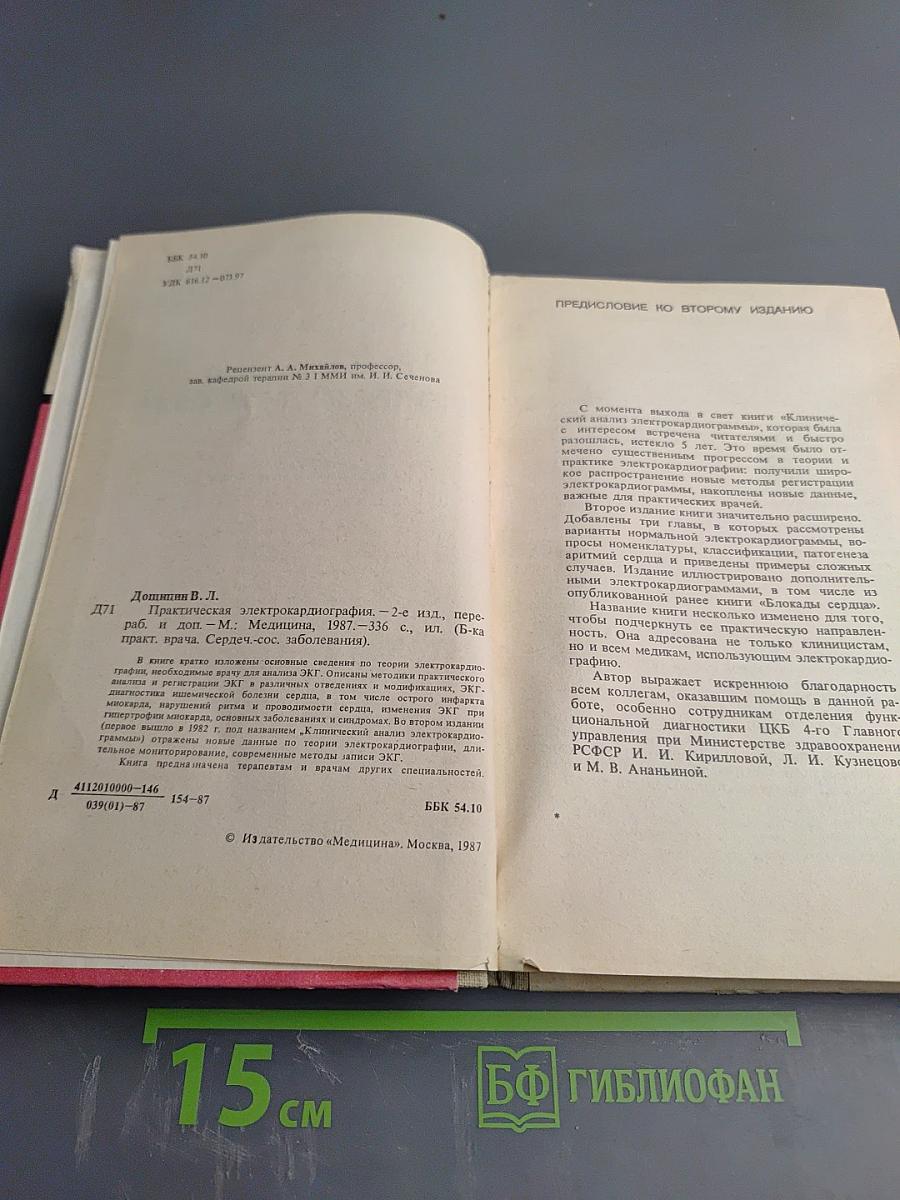 ББК 54.10
Д71
УДК 616.12—073.97
Рецензент А. А. Михайлов, профессор,
зав. кафедрой терапии № 3 I ММИ им. И. И. Сеченова
Дощицин В. Л.
Д71 Практическая электрокардиография. — 2-е изд., пере-
раб. и доп. — М.: Медицина, 1987. — 336 с., ил. (Б-ка
практ. врача. Сердеч.-сос. заболевания).
В книге кратко изложены основные сведения по теории электрокардио-
графии, необходимые врачу для анализа ЭКГ. Описаны методики практического
анализа и регистрации ЭКГ в различных отведениях и модификациях, ЭКГ-
диагностика ишемической болезни сердца, в том числе острого инфаркта
миокарда, нарушений ритма и проводимости сердца, изменения ЭКГ при
гипертрофии миокарда, основных заболеваниях и синдромах. Во втором издании
(первое вышло в 1982 г. под названием „Клинический анализ электрокардио-
граммы») отражены новые данные по теории электрокардиографии, дли-
тельное мониторирование, современные методы записи ЭКГ.
Книга предназначена терапевтам и врачам других специальностей.
Д 4112010000—146
039(01)—87
154—87
ББК 54.10
© Издательство «Медицина». Москва, 1987
ПРЕДИСЛОВИЕ КО ВТОРОМУ ИЗДАНИЮ
С момента выхода в свет книги «Клиниче-
ский анализ электрокардиограммы», которая была
с интересом встречена читателями и быстро
разошлась, истекло 5 лет. Это время было от-
мечено существенным прогрессом в теории и
практике электрокардиографии: получили широ-
кое распространение новые методы регистрации
электрокардиограммы, накоплены новые данные,
важные для практических врачей.
Второе издание книги значительно расширено.
Добавлены три главы, в которых рассмотрены
варианты нормальной электрокардиограммы, во-
просы номенклатуры, классификации, патогенеза
аритмий сердца и приведены примеры сложных
случаев. Издание иллюстрировано дополнитель-
ными электрокардиограммами, в том числе из
опубликованной ранее книги «Блокады сердца».
Название книги несколько изменено для того,
чтобы подчеркнуть ее практическую направлен-
ность. Она адресована не только клиницистам,
но и всем медикам, использующим электрокардио-
графию.
Автор выражает искреннюю благодарность
всем коллегам, оказавшим помощь в данной ра-
боте, особенно сотрудникам отделения функ-
циональной диагностики ЦКБ 4-го Главного
управления при Министерстве здравоохранени
РСФСР И. И. Кирилловой, Л. И. Кузнецово
и М. В. Ананьиной.
*
15 см
БФ ГИБЛИОФАН